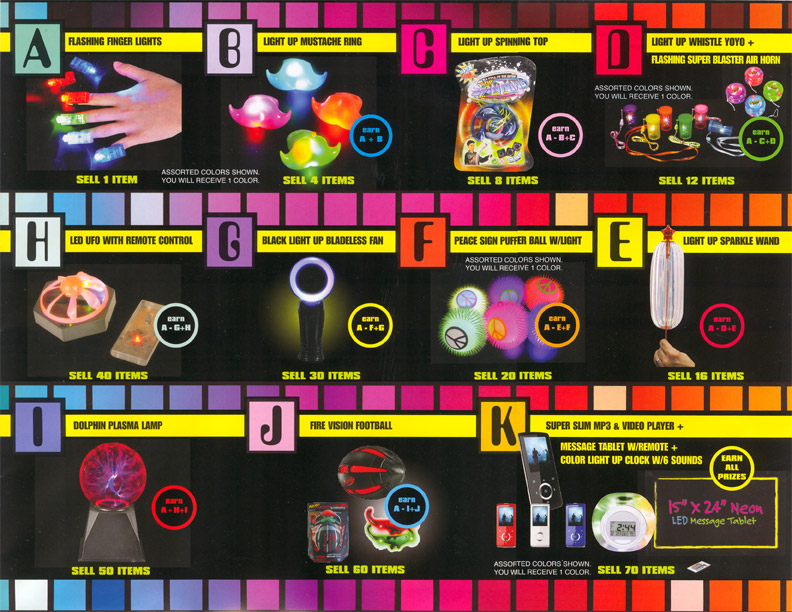 A
FLASHING FINGER LIGHTS
SELL 1 ITEM
ASSORTED COLORS SHOWN.
YOU WILL RECEIVE 1 COLOR.
B
LIGHT UP MUSTACHE RING
earn
A + B
SELL 4 ITEMS
C
LIGHT UP SPINNING TOP
earn
A - B+C
SELL 8 ITEMS
D
LIGHT UP WHISTLE YOYO +
FLASHING SUPER BLASTER AIR HORN
ASSORTED COLORS SHOWN.
YOU WILL RECEIVE 1 COLOR.
earn
A - C+D
SELL 12 ITEMS
H
LED UFO WITH REMOTE CONTROL
earn
A - G+H
SELL 40 ITEMS
G
BLACK LIGHT UP BLADELESS FAN
earn
A - F+G
SELL 30 ITEMS
F
PEACE SIGN PUFFER BALL W/LIGHT
ASSORTED COLORS SHOWN.
YOU WILL RECEIVE 1 COLOR.
earn
A - E+F
SELL 20 ITEMS
E
LIGHT UP SPARKLE WAND
earn
A - D+E
SELL 16 ITEMS
I
DOLPHIN PLASMA LAMP
earn
A - H+I
SELL 50 ITEMS
J
FIRE VISION FOOTBALL
earn
A - I+J
SELL 60 ITEMS
K
SUPER SLIM MP3 & VIDEO PLAYER +
MESSAGE TABLET W/REMOTE +
COLOR LIGHT UP CLOCK W/6 SOUNDS
EARN
ALL
PRIZES
15" X 24" Neon
LED Message Tablet
2:44
ASSORTED COLORS SHOWN.
YOU WILL RECEIVE 1 COLOR.
SELL 70 ITEMS